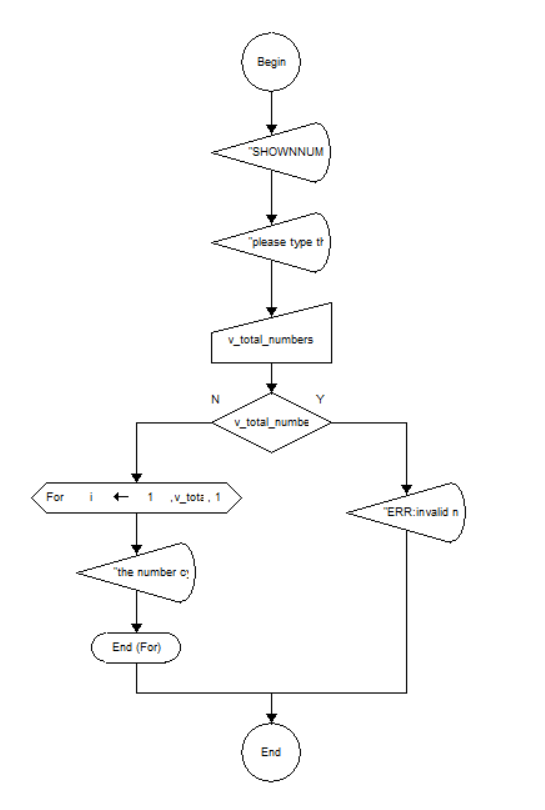 Begin
"SHOWNNUM
"please type th
v_total_numbers
N
Y
v_total_numbe
For i ← 1 ,v_tota , 1
"ERR:invalid n
"the number cy
End (For)
End